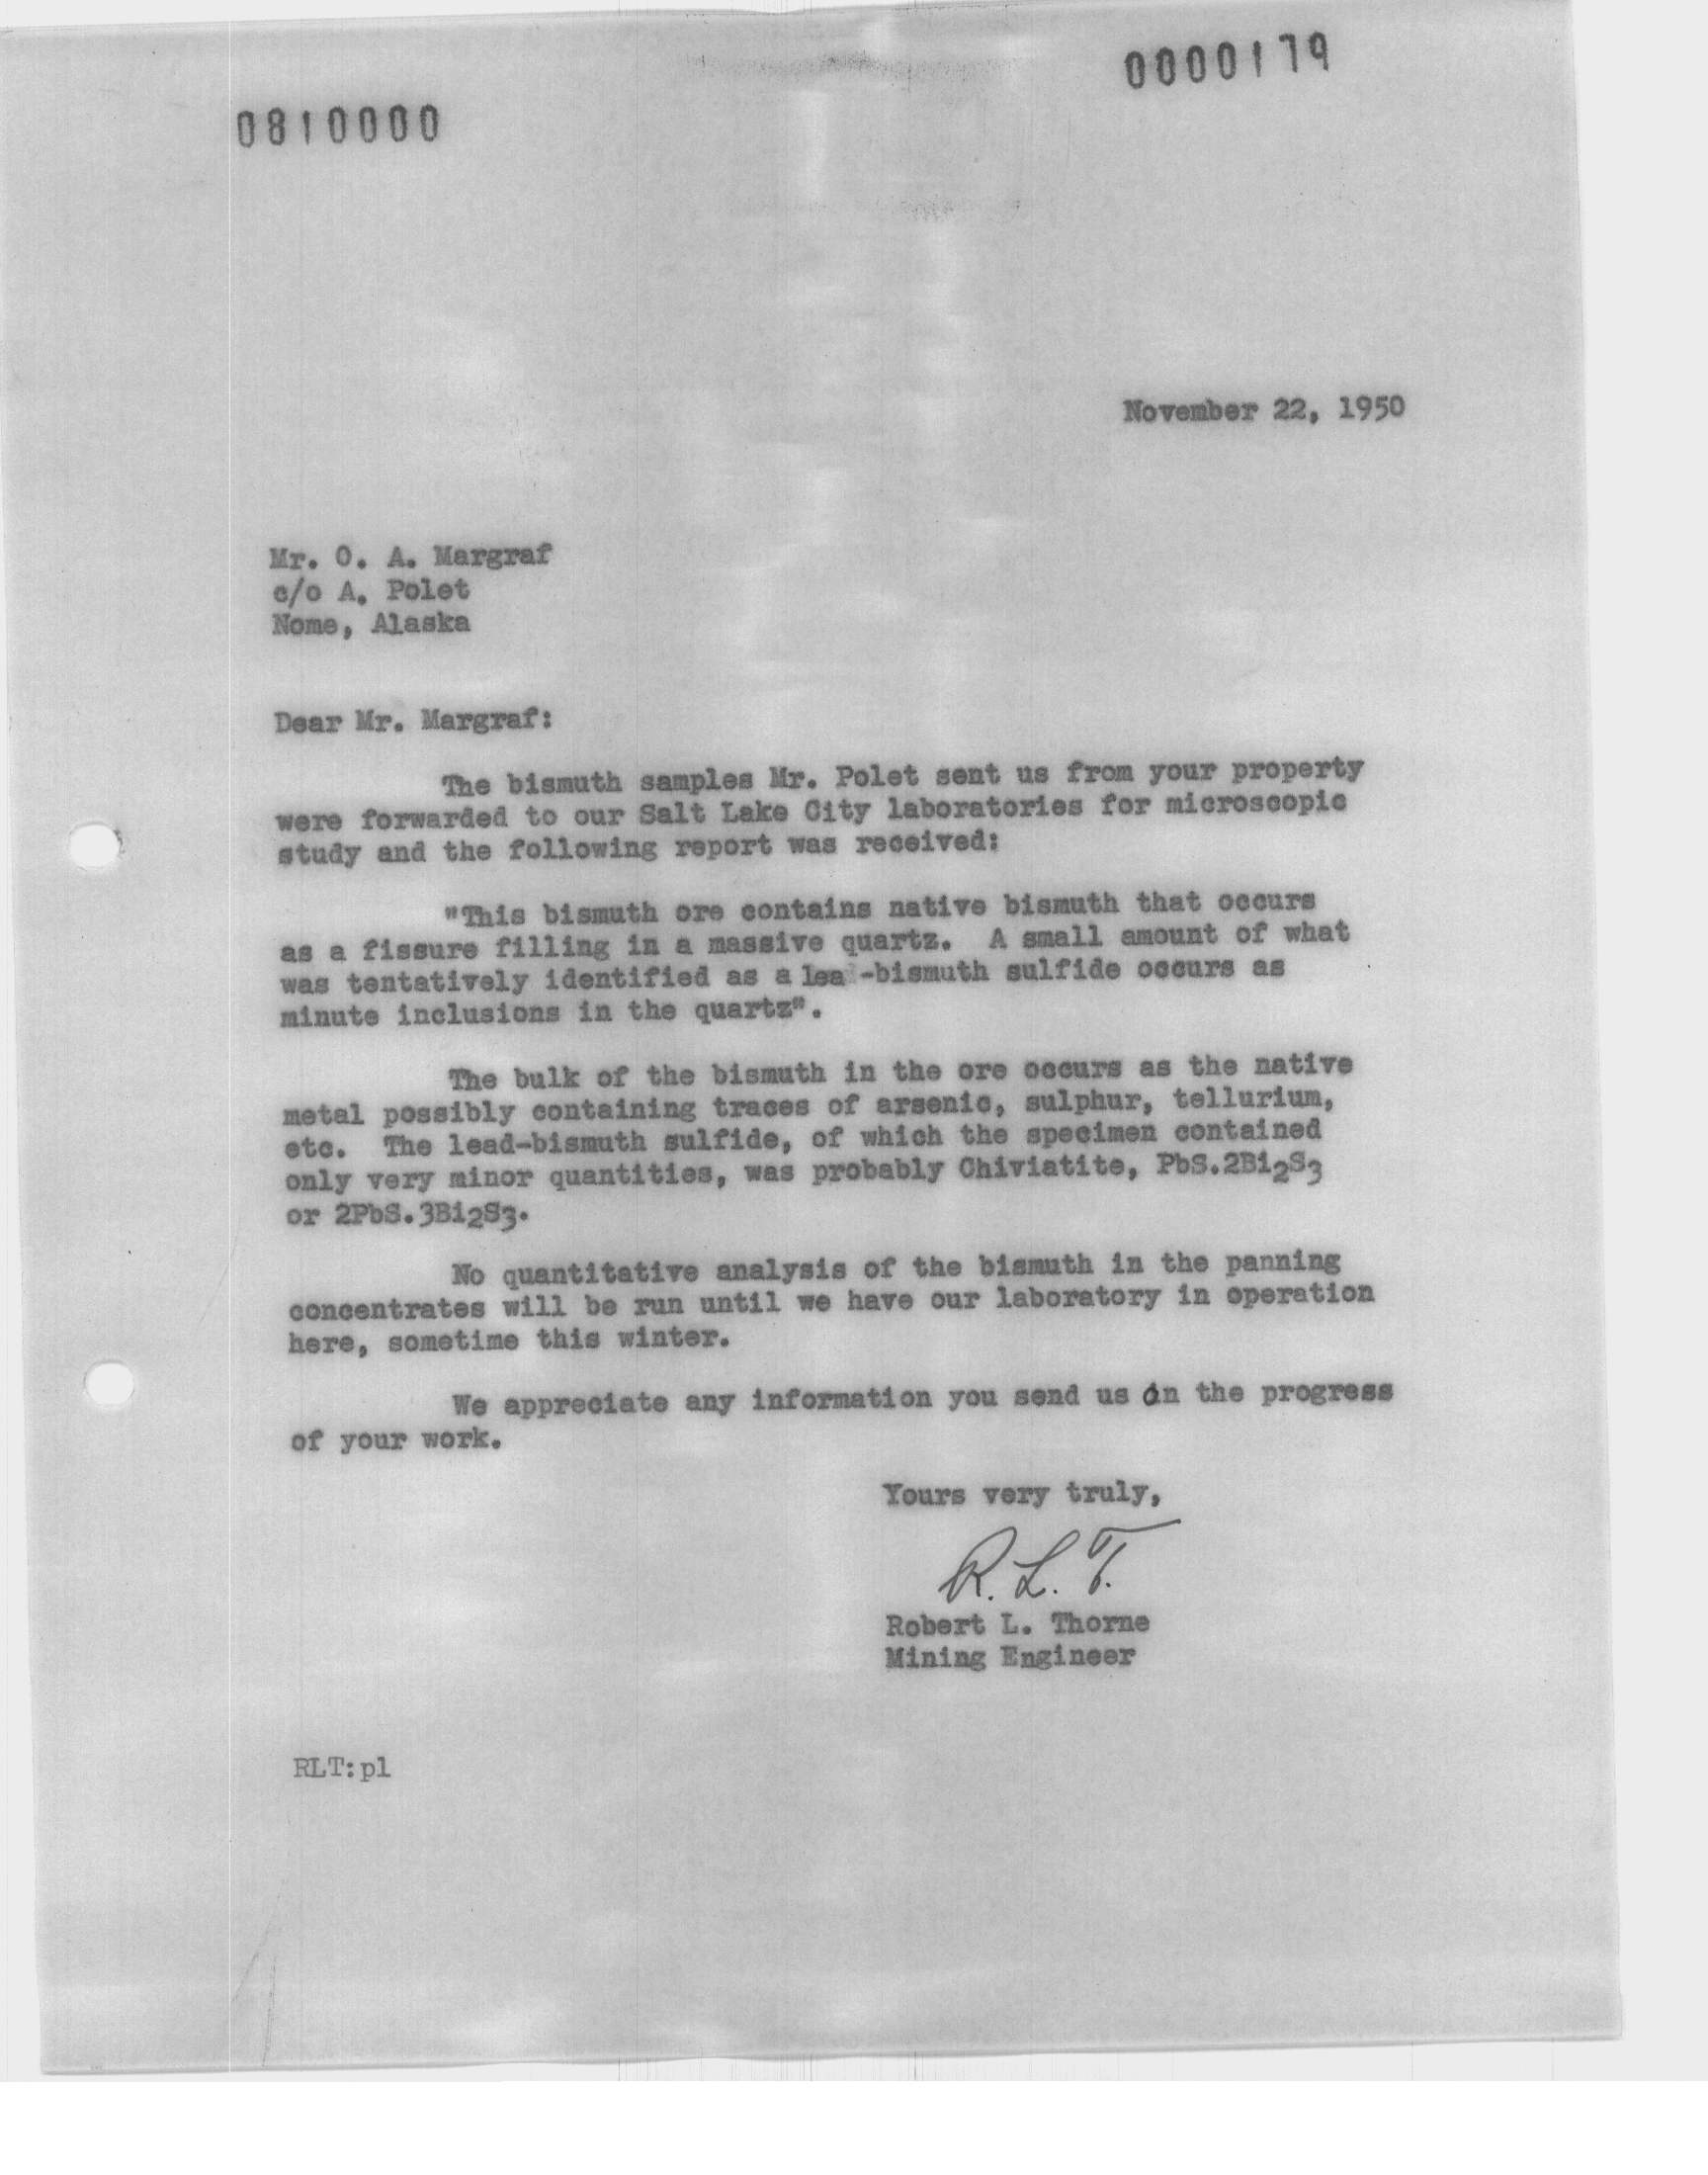 0000179
0810000
November 22, 1950
Mr. O. A. Margraf
c/o A. Polet
Nome, Alaska
Dear Mr. Margraf:
The bismuth samples Mr. Polet sent us from your property
were forwarded to our Salt Lake City laboratories for microscopic
study and the following report was received:
"This bismuth ore contains native bismuth that occurs
as a fissure filling in a massive quartz. A small amount of what
was tentatively identified as a lead-bismuth sulfide occurs as
minute inclusions in the quartz".
The bulk of the bismuth in the ore occurs as the native
metal possibly containing traces of arsenic, sulphur, tellurium,
etc. The lead-bismuth sulfide, of which the specimen contained
only very minor quantities, was probably Chiviatite, PbS.2Bi₂S₃
or 2PbS.3Bi₂S₃.
No quantitative analysis of the bismuth in the panning
concentrates will be run until we have our laboratory in operation
here, sometime this winter.
We appreciate any information you send us on the progress
of your work.
Yours very truly,
R. L. T.
Robert L. Thorne
Mining Engineer
RLT:pl